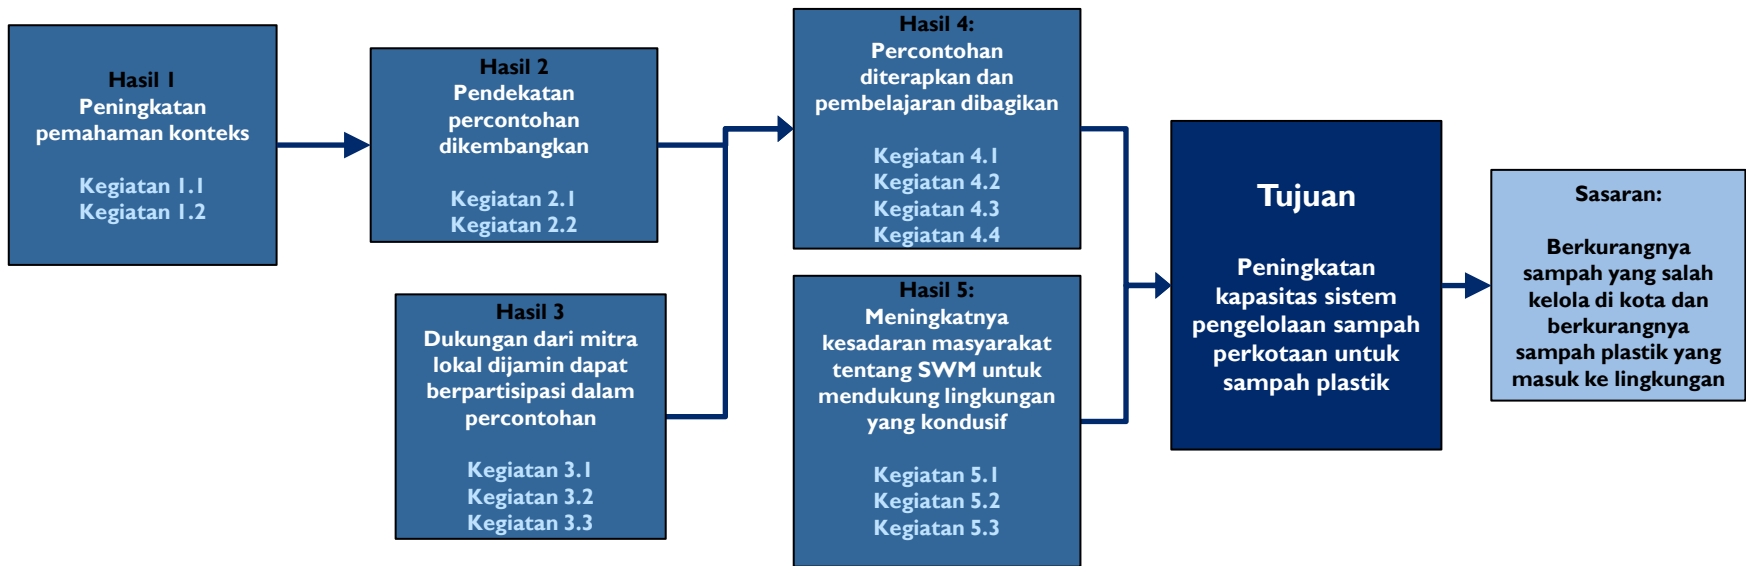 Hasil 1
Peningkatan
pemahaman konteks
Kegiatan 1.1
Kegiatan 1.2
Hasil 2
Pendekatan
percontohan
dikembangkan
Kegiatan 2.1
Kegiatan 2.2
Hasil 3
Dukungan dari mitra
lokal dijamin dapat
berpartisipasi dalam
percontohan
Kegiatan 3.1
Kegiatan 3.2
Kegiatan 3.3
Hasil 4:
Percontohan
diterapkan dan
pembelajaran dibagikan
Kegiatan 4.1
Kegiatan 4.2
Kegiatan 4.3
Kegiatan 4.4
Hasil 5:
Meningkatnya
kesadaran masyarakat
tentang SWM untuk
mendukung lingkungan
yang kondusif
Kegiatan 5.1
Kegiatan 5.2
Kegiatan 5.3
Tujuan
Peningkatan
kapasitas sistem
pengelolaan sampah
perkotaan untuk
sampah plastik
Sasaran:
Berkurangnya
sampah yang salah
kelola di kota dan
berkurangnya
sampah plastik yang
masuk ke lingkungan